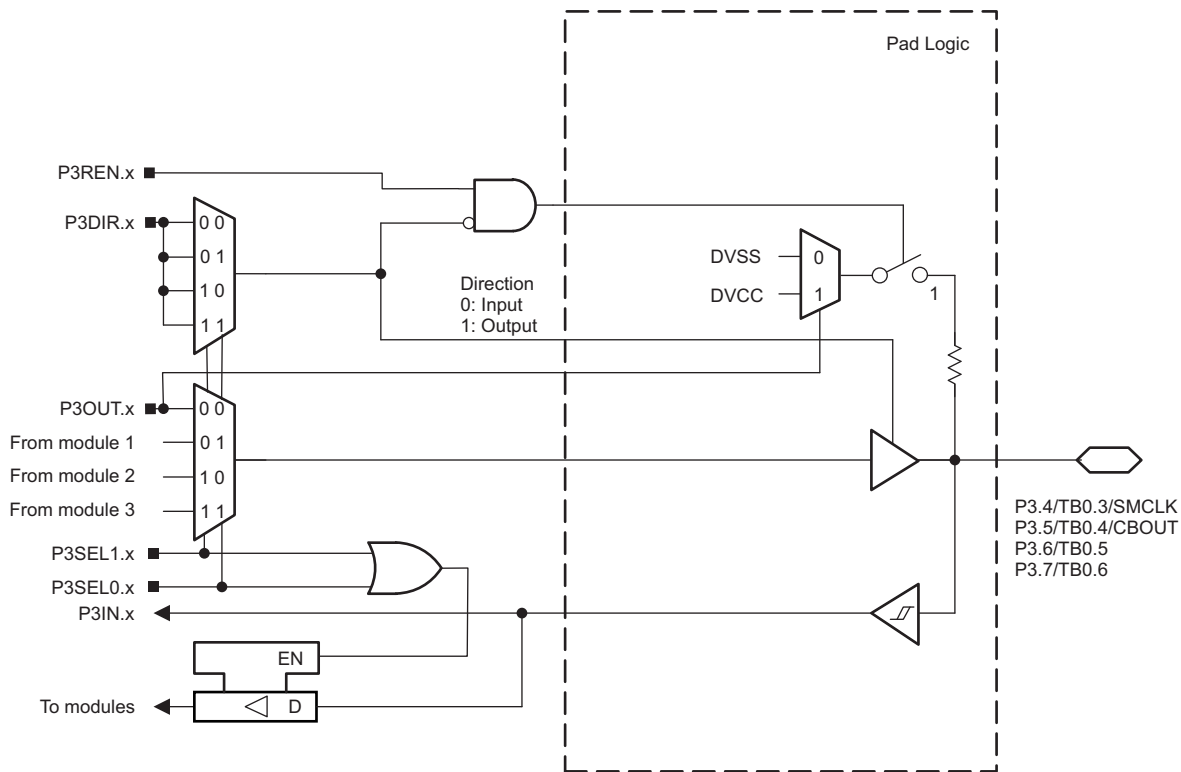 Pad Logic
P3REN.x
P3DIR.x
0 0
0 1
1 0
1 1
Direction
0: Input
1: Output
DVSS
0
DVCC
1
1
P3OUT.x
0 0
From module 1
0 1
From module 2
1 0
From module 3
1 1
P3.4/TB0.3/SMCLK
P3.5/TB0.4/CBOUT
P3.6/TB0.5
P3.7/TB0.6
P3SEL1.x
P3SEL0.x
P3IN.x
EN
To modules
D